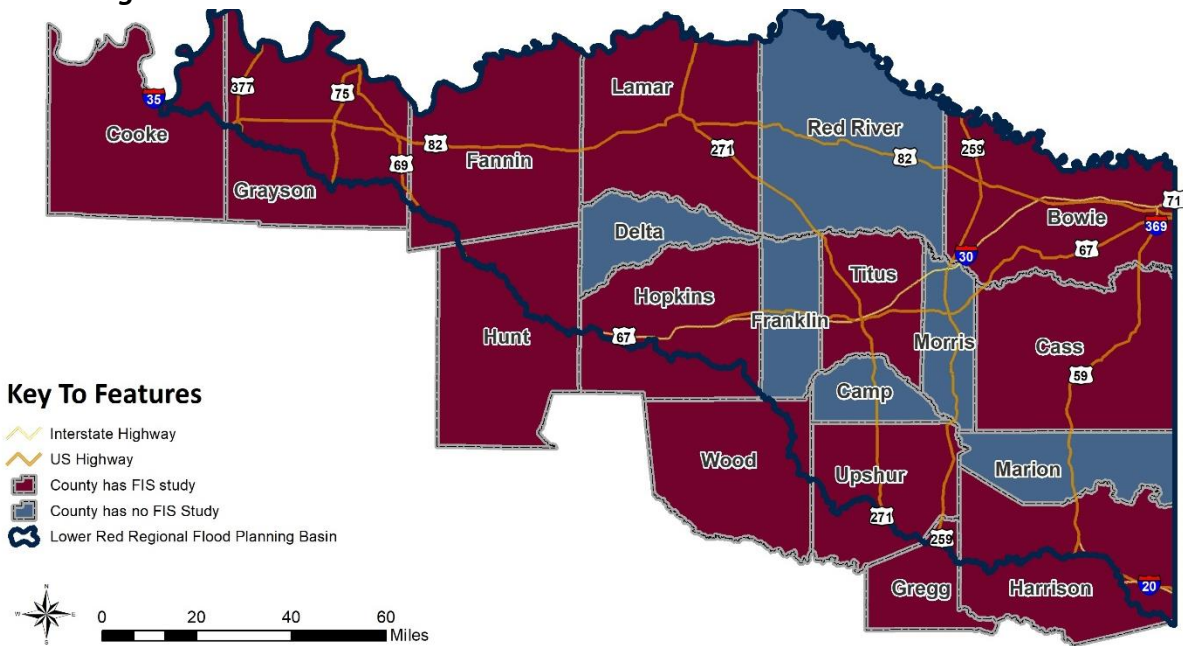 377
75
35
Lamar
Cooke
Red River
271
259
82
82
Fannin
69
Grayson
71
Bowie
369
Delta
67
30
Titus
Hopkins
Franklin
Hunt
67
Morris
Cass
59
Camp
Wood
Marion
Upshur
271
259
Gregg
Harrison
20
Key To Features
Interstate Highway
US Highway
County has FIS study
County has no FIS Study
Lower Red Regional Flood Planning Basin
N
W
E
S
0 20 40 60
Miles